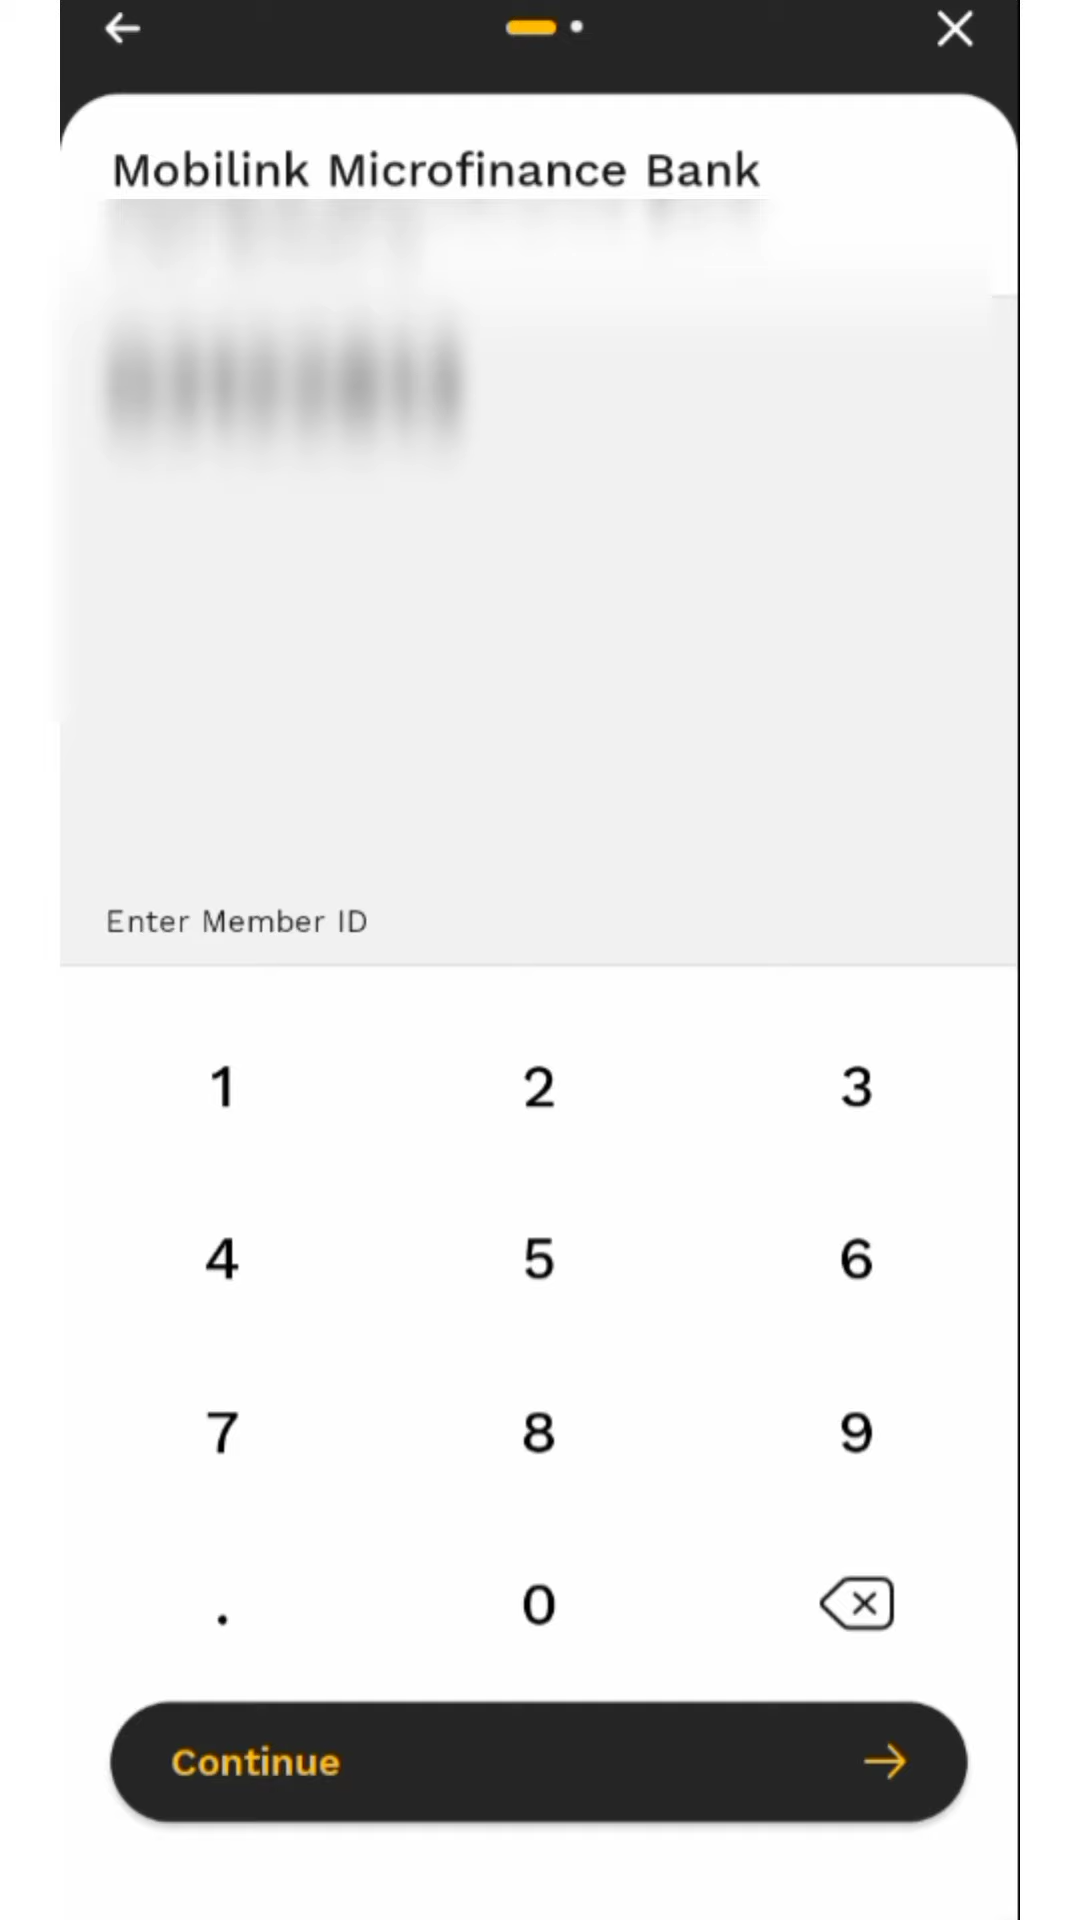 Mobilink Microfinance Bank
Enter Member ID
1 2 3
4 5 6
7 8 9
. 0
Continue